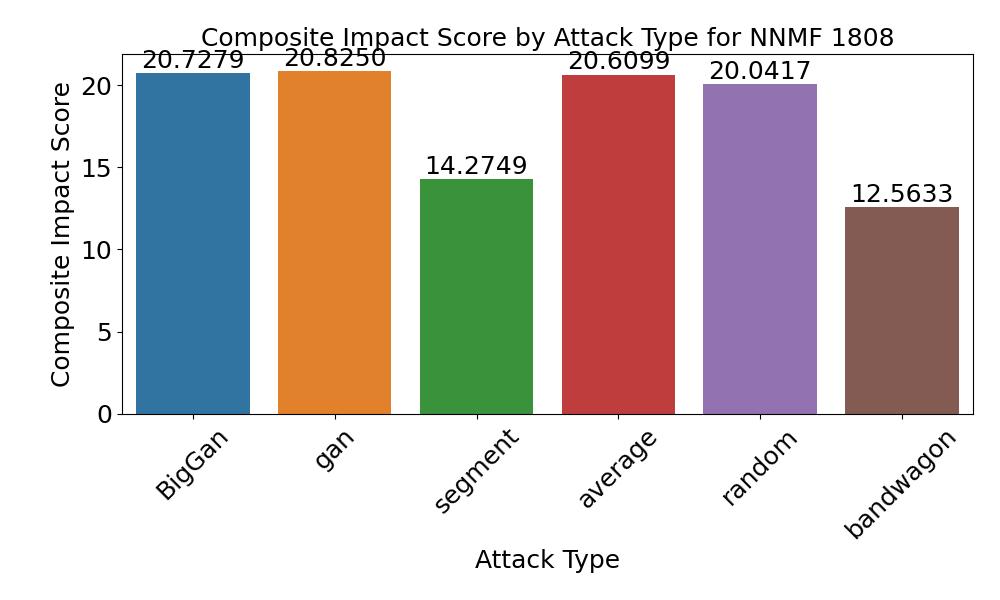 Composite Impact Score by Attack Type for NNMF 1808
20.7279
20.8250
14.2749
20.6099
20.0417
12.5633
Composite Impact Score
20
15
10
5
0
BigGan
gan
segment
average
random
bandwagon
Attack Type